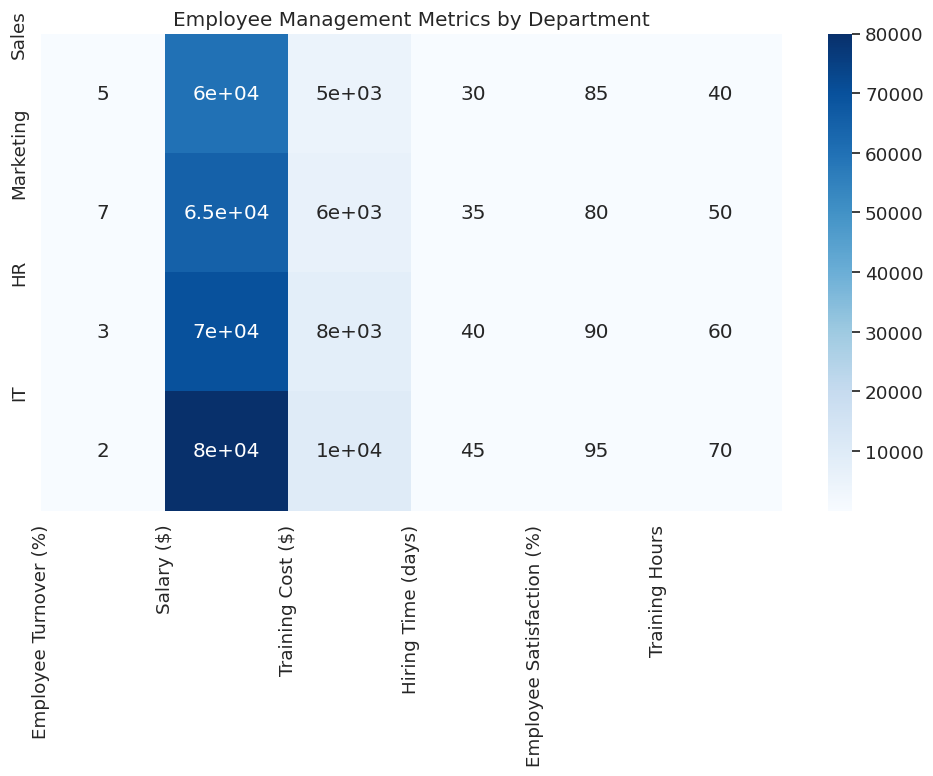 Employee Management Metrics by Department
Sales
5 6e+04 5e+03 30 85 40
Marketing
7 6.5e+04 6e+03 35 80 50
HR
3 7e+04 8e+03 40 90 60
IT
2 8e+04 1e+04 45 95 70
Employee Turnover (%)
Salary ($)
Training Cost ($)
Hiring Time (days)
Employee Satisfaction (%)
Training Hours
80000
70000
60000
50000
40000
30000
20000
10000